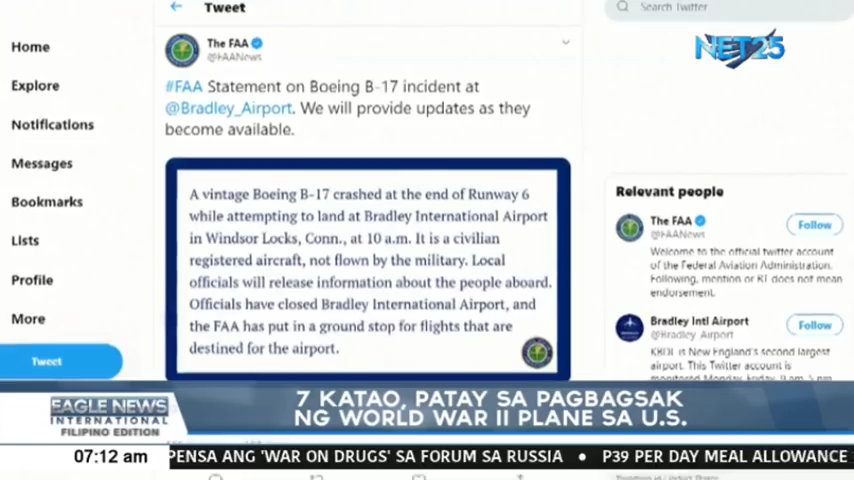 Tweet
Search Twitter
NET25
Home
Explore
Notifications
Messages
Bookmarks
Lists
Profile
More
Tweet
The FAA
@FAANews
#FAA Statement on Boeing B-17 incident at
@Bradley_Airport. We will provide updates as they
become available.
A vintage Boeing B-17 crashed at the end of Runway 6
while attempting to land at Bradley International Airport
in Windsor Locks, Conn., at 10 a.m. It is a civilian
registered aircraft, not flown by the military. Local
officials will release information about the people aboard.
Officials have closed Bradley International Airport, and
the FAA has put in a ground stop for flights that are
destined for the airport.
Relevant people
The FAA
@FAANews
Follow
Welcome to the official twitter account
of the Federal Aviation Administration.
Following, mention or RT does not mean
endorsement.
Bradley Intl Airport
@Bradley_Airport
Follow
KBDL is New England's second largest
airport. This Twitter account is
monitored Monday-Friday, 9 am-5 pm
EAGLE NEWS
INTERNATIONAL
FILIPINO EDITION
7 KATAO, PATAY SA PAGBAGSAK
NG WORLD WAR II PLANE SA U.S.
07:12 am
PENSA ANG 'WAR ON DRUGS' SA FORUM SA RUSSIA • P39 PER DAY MEAL ALLOWANCE